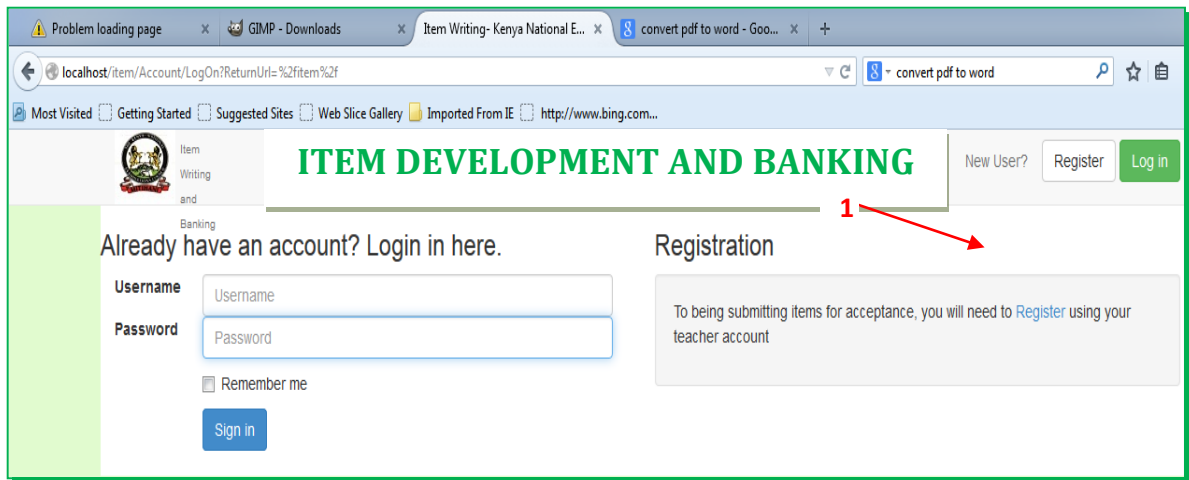 Problem loading page
GIMP - Downloads
Item Writing- Kenya National E...
convert pdf to word - Goo...
localhost/item/Account/LogOn?ReturnUrl=%2fitem%2f
convert pdf to word
Most Visited Getting Started Suggested Sites Web Slice Gallery Imported From IE http://www.bing.com...
Item
Writing
and
Banking
ITEM DEVELOPMENT AND BANKING
New User? Register Log in
1
Already have an account? Login in here.
Username
Username
Password
Password
Remember me
Sign in
Registration
To being submitting items for acceptance, you will need to Register using your
teacher account